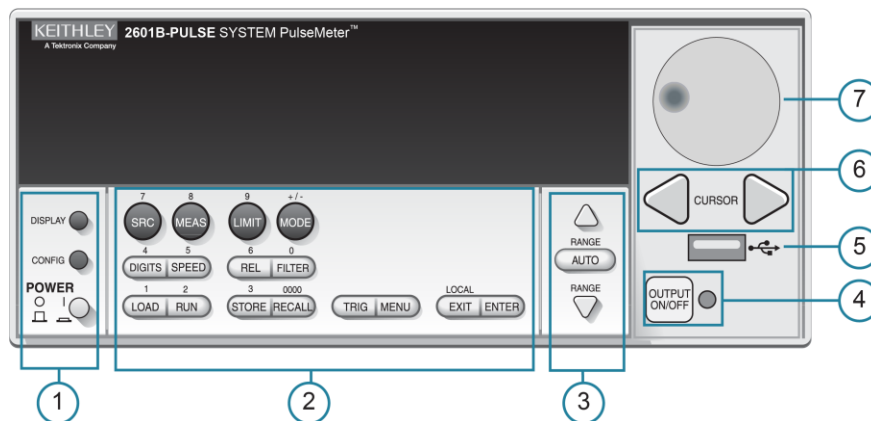 KEITHLEY 2601B-PULSE SYSTEM PulseMeter™
A Tektronix Company
7 8 9 +/-
SRC MEAS LIMIT MODE
DISPLAY
4 5 6 0
DIGITS SPEED REL FILTER
CONFIG
POWER
1 2 3 0000 LOCAL
LOAD RUN STORE RECALL TRIG MENU EXIT ENTER
RANGE
AUTO
RANGE
CURSOR
OUTPUT
ON/OFF
7
6
5
4
1
2
3